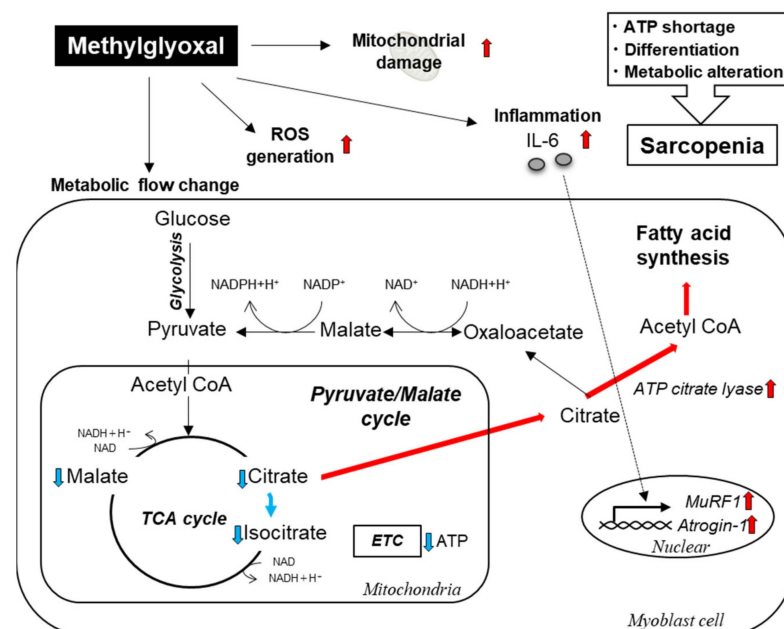 Methylglyoxal
Mitochondrial
damage
・ ATP shortage
・ Differentiation
・ Metabolic alteration
Sarcopenia
Inflammation
IL-6
ROS
generation
Metabolic flow change
Glucose
Glycolysis
Fatty acid
synthesis
NADPH+H⁺
NADP⁺
NAD⁺
NADH+H⁺
Pyruvate
Malate
Oxaloacetate
Acetyl CoA
Acetyl CoA
Pyruvate/Malate
cycle
ATP citrate lyase
Citrate
NADH+H⁻
NAD
Malate
Citrate
TCA cycle
Isocitrate
ETC
ATP
NAD
NADH+H⁻
Mitochondria
MuRF1
Atrogin-1
Nuclear
Myoblast cell